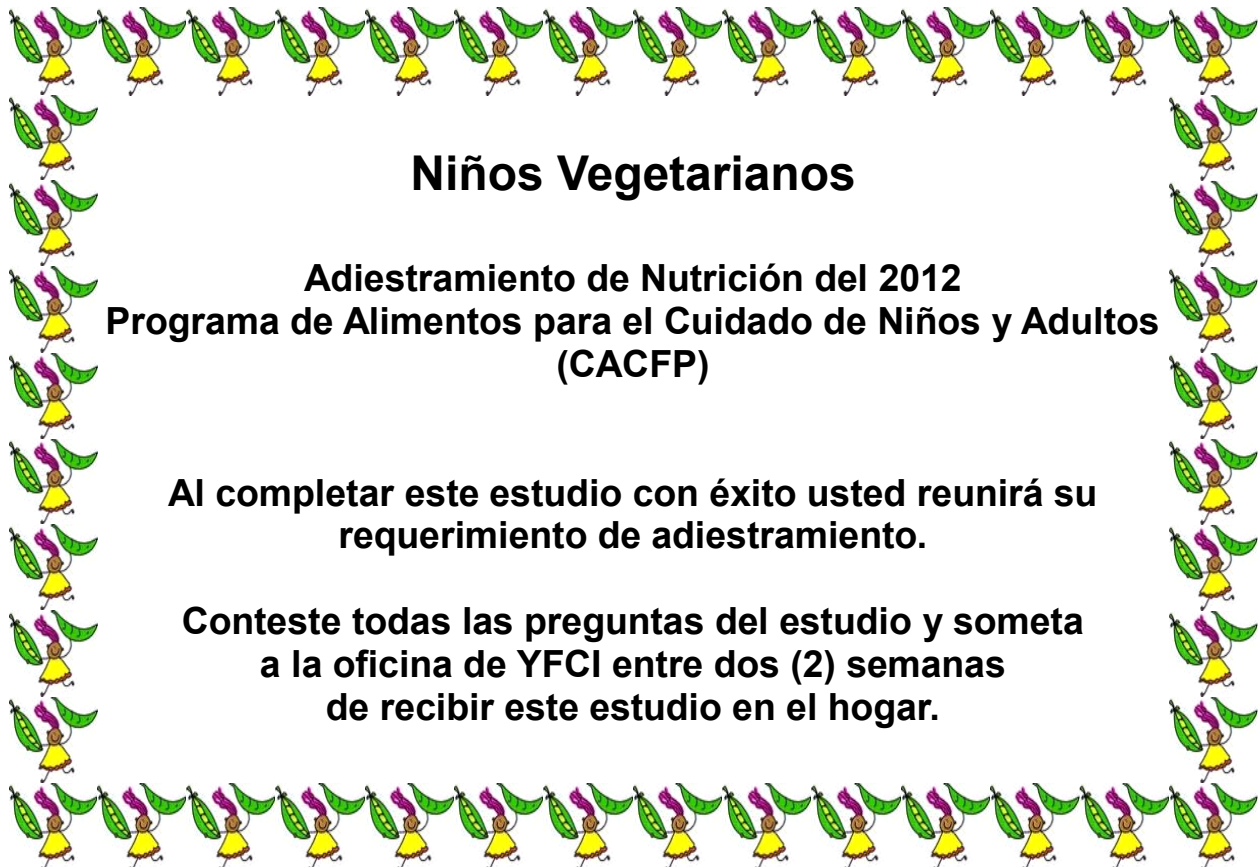 Niños Vegetarianos
Adiestramiento de Nutrición del 2012
Programa de Alimentos para el Cuidado de Niños y Adultos
(CACFP)
Al completar este estudio con éxito usted reunirá su
requerimiento de adiestramiento.
Conteste todas las preguntas del estudio y someta
a la oficina de YFCI entre dos (2) semanas
de recibir este estudio en el hogar.